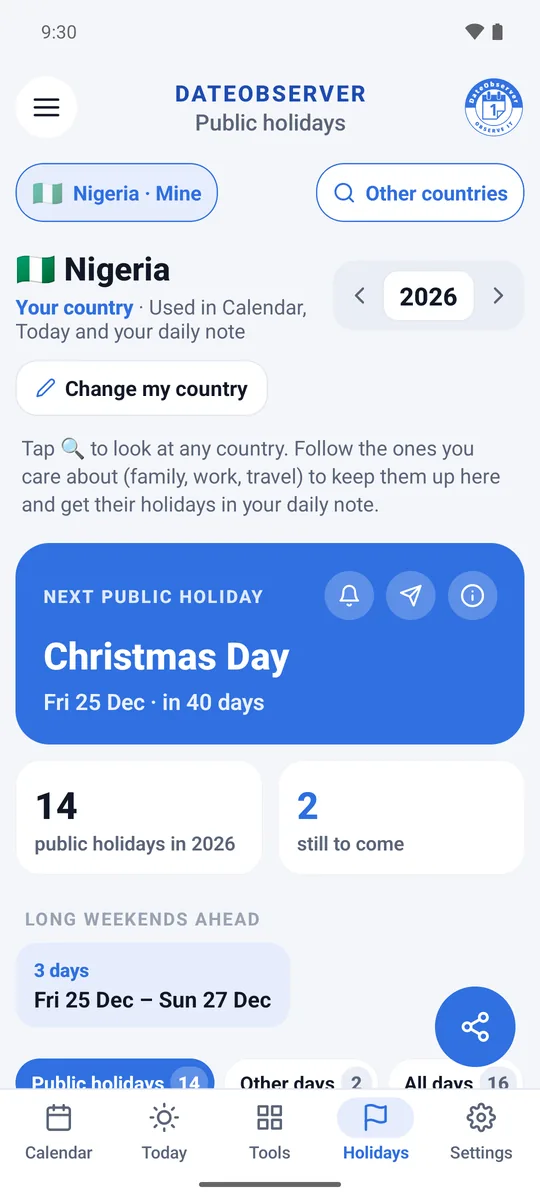 9:30
DATEOBSERVER
Public holidays
DateObserver
1
OBSERVE IT
Nigeria · Mine
Other countries
Nigeria
Your country · Used in Calendar,
Today and your daily note
2026
Change my country
Tap 🔍 to look at any country. Follow the ones you
care about (family, work, travel) to keep them up here
and get their holidays in your daily note.
NEXT PUBLIC HOLIDAY
Christmas Day
Fri 25 Dec · in 40 days
14
public holidays in 2026
2
still to come
LONG WEEKENDS AHEAD
3 days
Fri 25 Dec – Sun 27 Dec
Public holidays 14
Other days 2
All days 16
Calendar
Today
Tools
Holidays
Settings